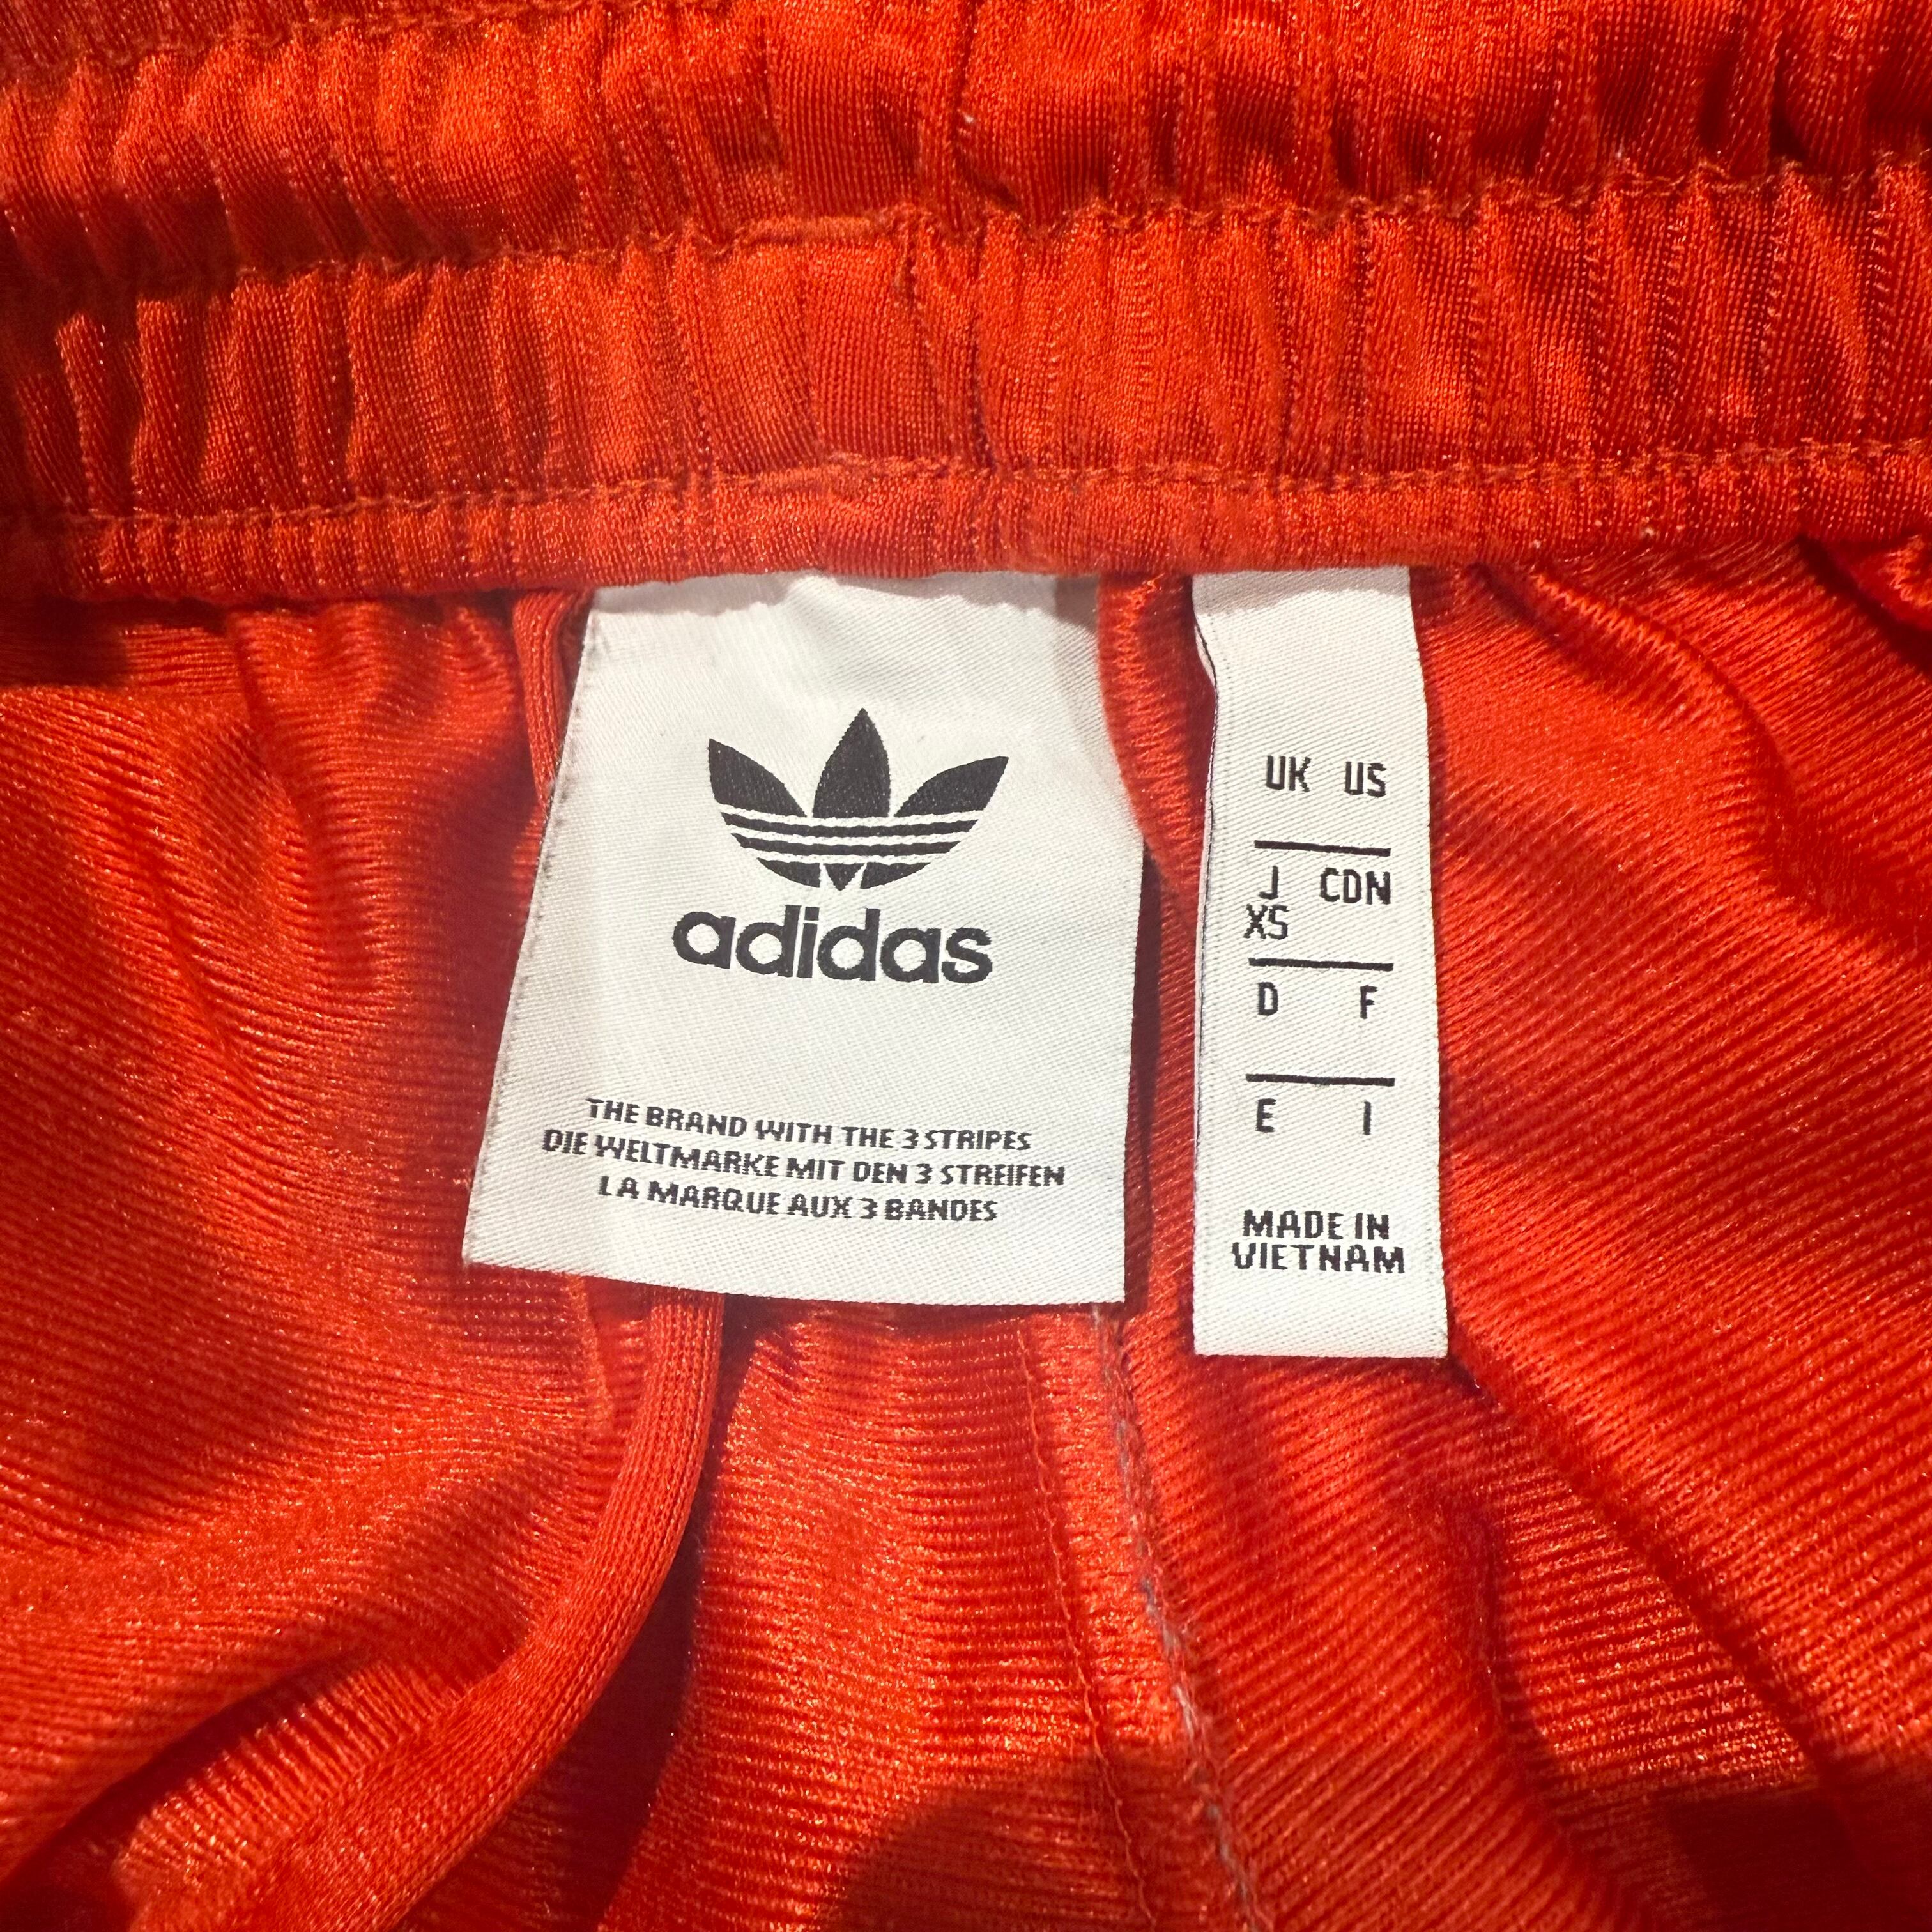 adidas
THE BRAND WITH THE 3 STRIPES
DIE WELTMARKE MIT DEN 3 STREIFEN
LA MARQUE AUX 3 BANDES
UK US
J CDN
XS
D F
E I
MADE IN
VIETNAM